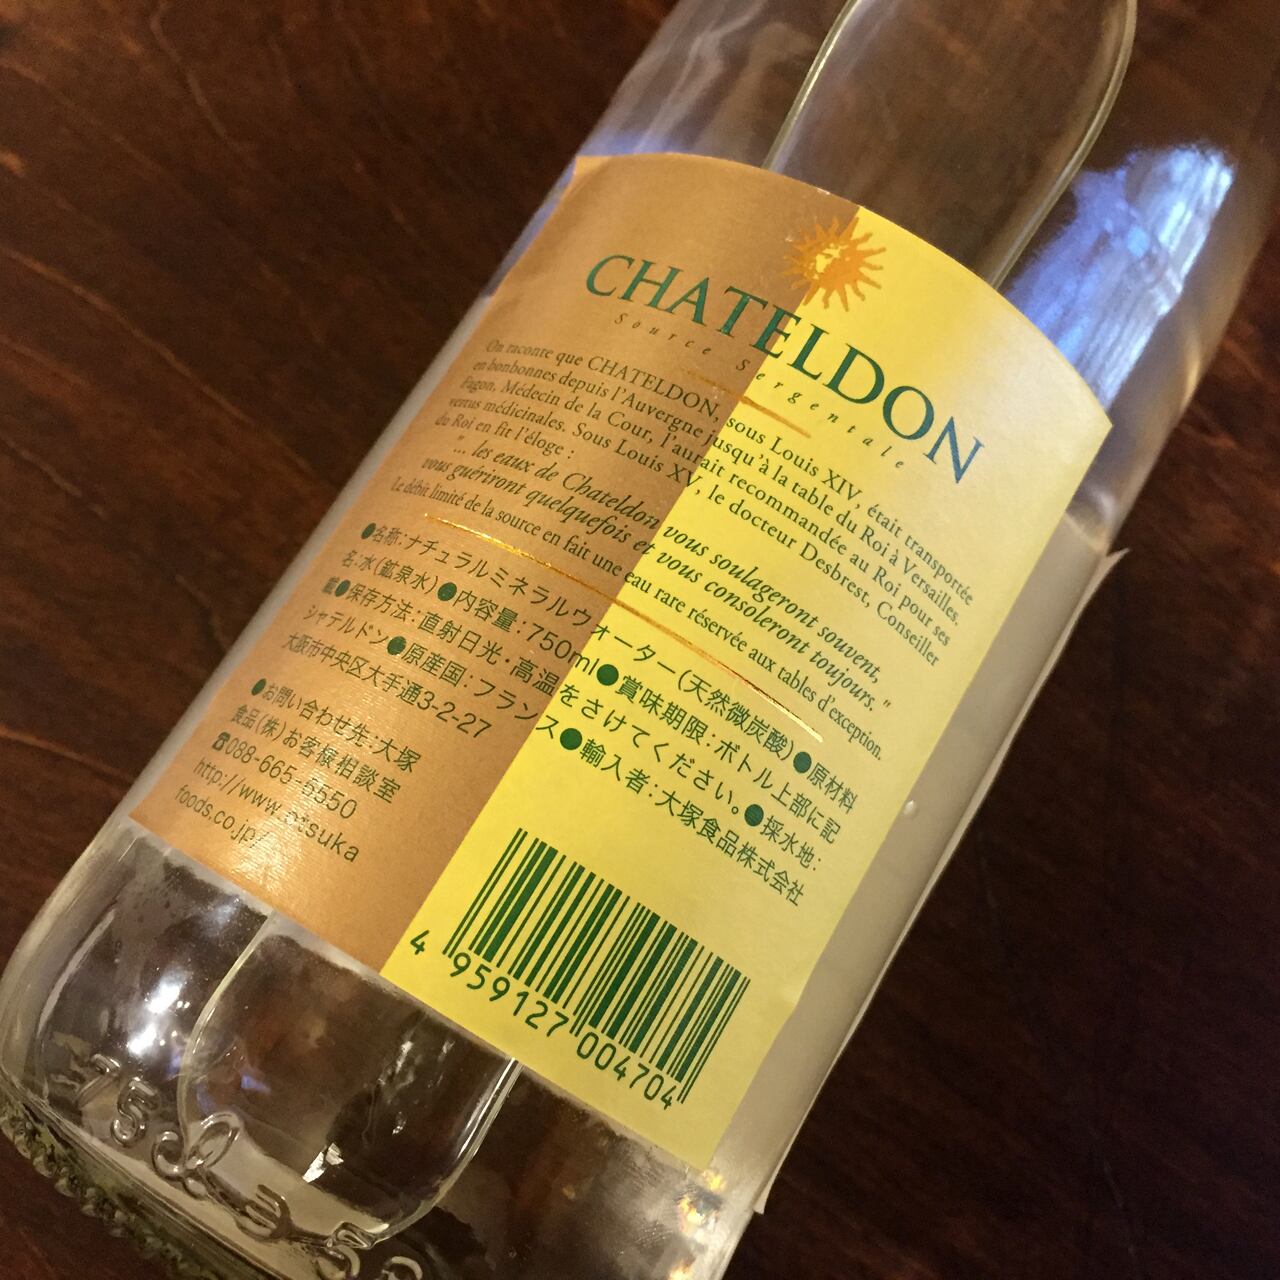 CHATELDON
Source Sergentale
On raconte que CHATELDON, sous Louis XIV, était transportée
en bonbonnes depuis l'Auvergne jusqu'à la table du Roi à Versailles.
Fagon, Médecin de la Cour, l'aurait recommandée au Roi pour ses
vertus médicinales. Sous Louis XV, le docteur Desbrest, Conseiller
du Roi en fit l'éloge :
"... les eaux de Chateldon vous soulageront souvent,
vous guériront quelquefois et vous consoleront toujours."
Le débit limité de la source en fait une eau rare réservée aux tables d'exception.
●名称:ナチュラルミネラルウォーター(天然微炭酸)●原材料
名:水(鉱泉水)●内容量:750ml●賞味期限:ボトル上部に記
載●保存方法:直射日光・高温をさけてください。●採水地:
シャテルドン●原産国:フランス●輸入者:大塚食品株式会社
大阪市中央区大手通3-2-27
●お問い合わせ先:大塚
食品(株)お客様相談室
☎088-665-6550
http://www.otsuka
foods.co.jp/
4 959127 004704
75